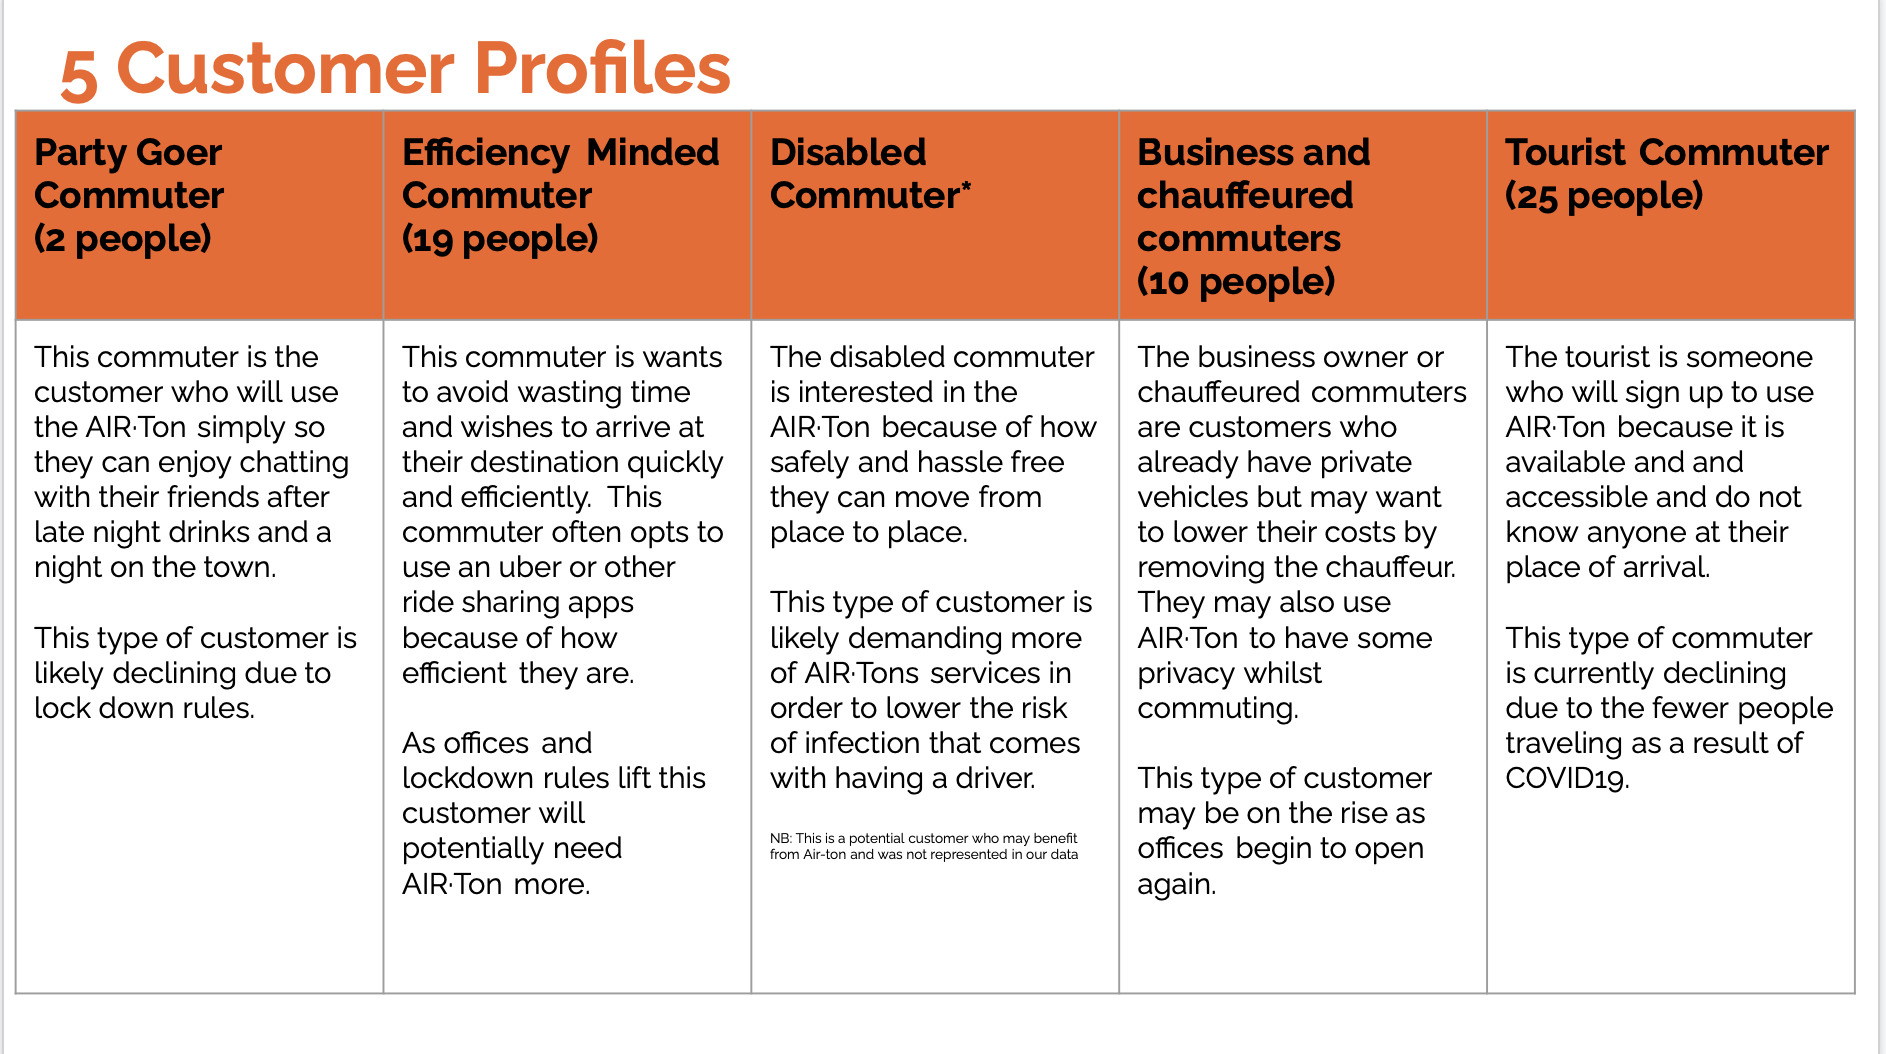 5 Customer Profiles
Party Goer
Commuter
(2 people)
This commuter is the
customer who will use
the AIR·Ton simply so
they can enjoy chatting
with their friends after
late night drinks and a
night on the town.
This type of customer is
likely declining due to
lock down rules.
Efficiency Minded
Commuter
(19 people)
This commuter is wants
to avoid wasting time
and wishes to arrive at
their destination quickly
and efficiently. This
commuter often opts to
use an uber or other
ride sharing apps
because of how
efficient they are.
As offices and
lockdown rules lift this
customer will
potentially need
AIR·Ton more.
Disabled
Commuter*
The disabled commuter
is interested in the
AIR·Ton because of how
safely and hassle free
they can move from
place to place.
This type of customer is
likely demanding more
of AIR·Tons services in
order to lower the risk
of infection that comes
with having a driver.
NB: This is a potential customer who may benefit
from Air-ton and was not represented in our data
Business and
chauffeured
commuters
(10 people)
The business owner or
chauffeured commuters
are customers who
already have private
vehicles but may want
to lower their costs by
removing the chauffeur.
They may also use
AIR·Ton to have some
privacy whilst
commuting.
This type of customer
may be on the rise as
offices begin to open
again.
Tourist Commuter
(25 people)
The tourist is someone
who will sign up to use
AIR·Ton because it is
available and and
accessible and do not
know anyone at their
place of arrival.
This type of commuter
is currently declining
due to the fewer people
traveling as a result of
COVID19.